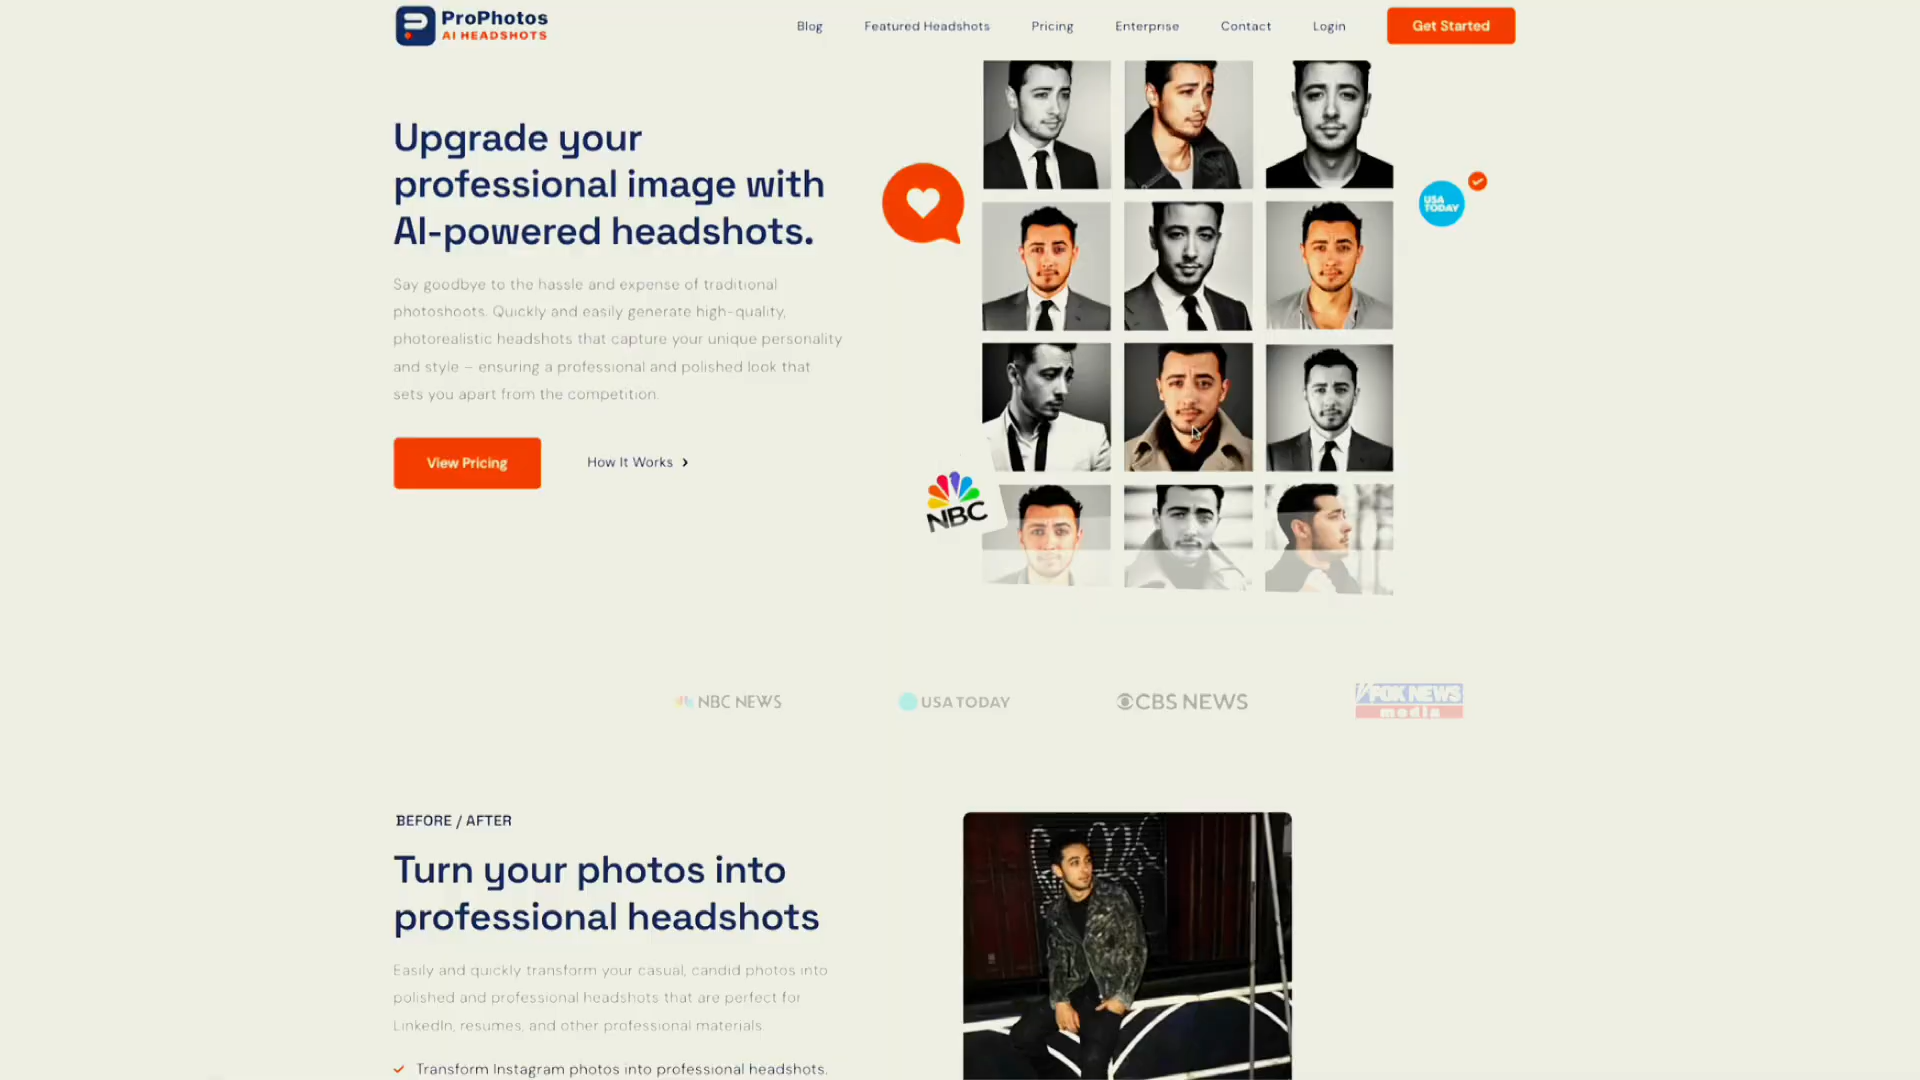 ProPhotos
AI HEADSHOTS
Blog
Featured Headshots
Pricing
Enterprise
Contact
Login
Get Started
Upgrade your
professional image with
AI-powered headshots.
Say goodbye to the hassle and expense of traditional
photoshoots. Quickly and easily generate high-quality,
photorealistic headshots that capture your unique personality
and style – ensuring a professional and polished look that
sets you apart from the competition.
View Pricing
How It Works
USA
TODAY
NBC
NBC NEWS
USA TODAY
CBS NEWS
FOX NEWS
media
BEFORE / AFTER
Turn your photos into
professional headshots
Easily and quickly transform your casual, candid photos into
polished and professional headshots that are perfect for
LinkedIn, resumes, and other professional materials
Transform Instagram photos into professional headshots.